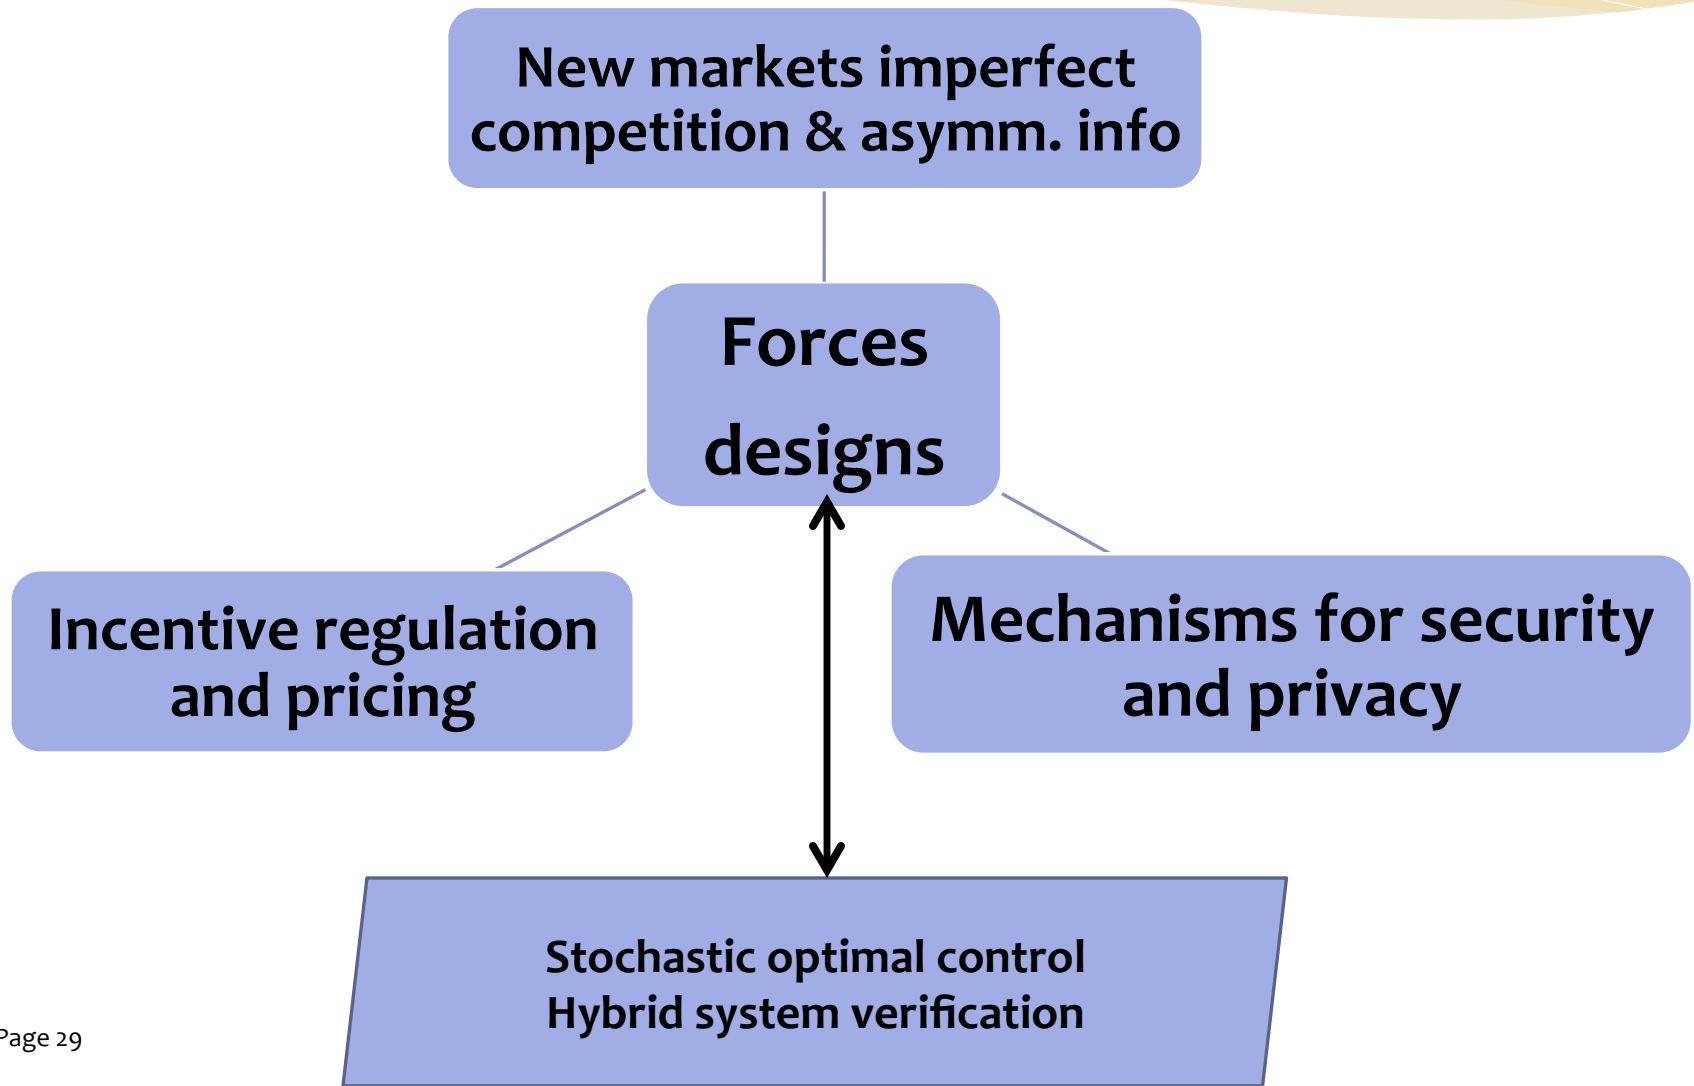 New markets imperfect
competition & asymm. info
Forces
designs
Incentive regulation
and pricing
Mechanisms for security
and privacy
Stochastic optimal control
Hybrid system verification
Page 29